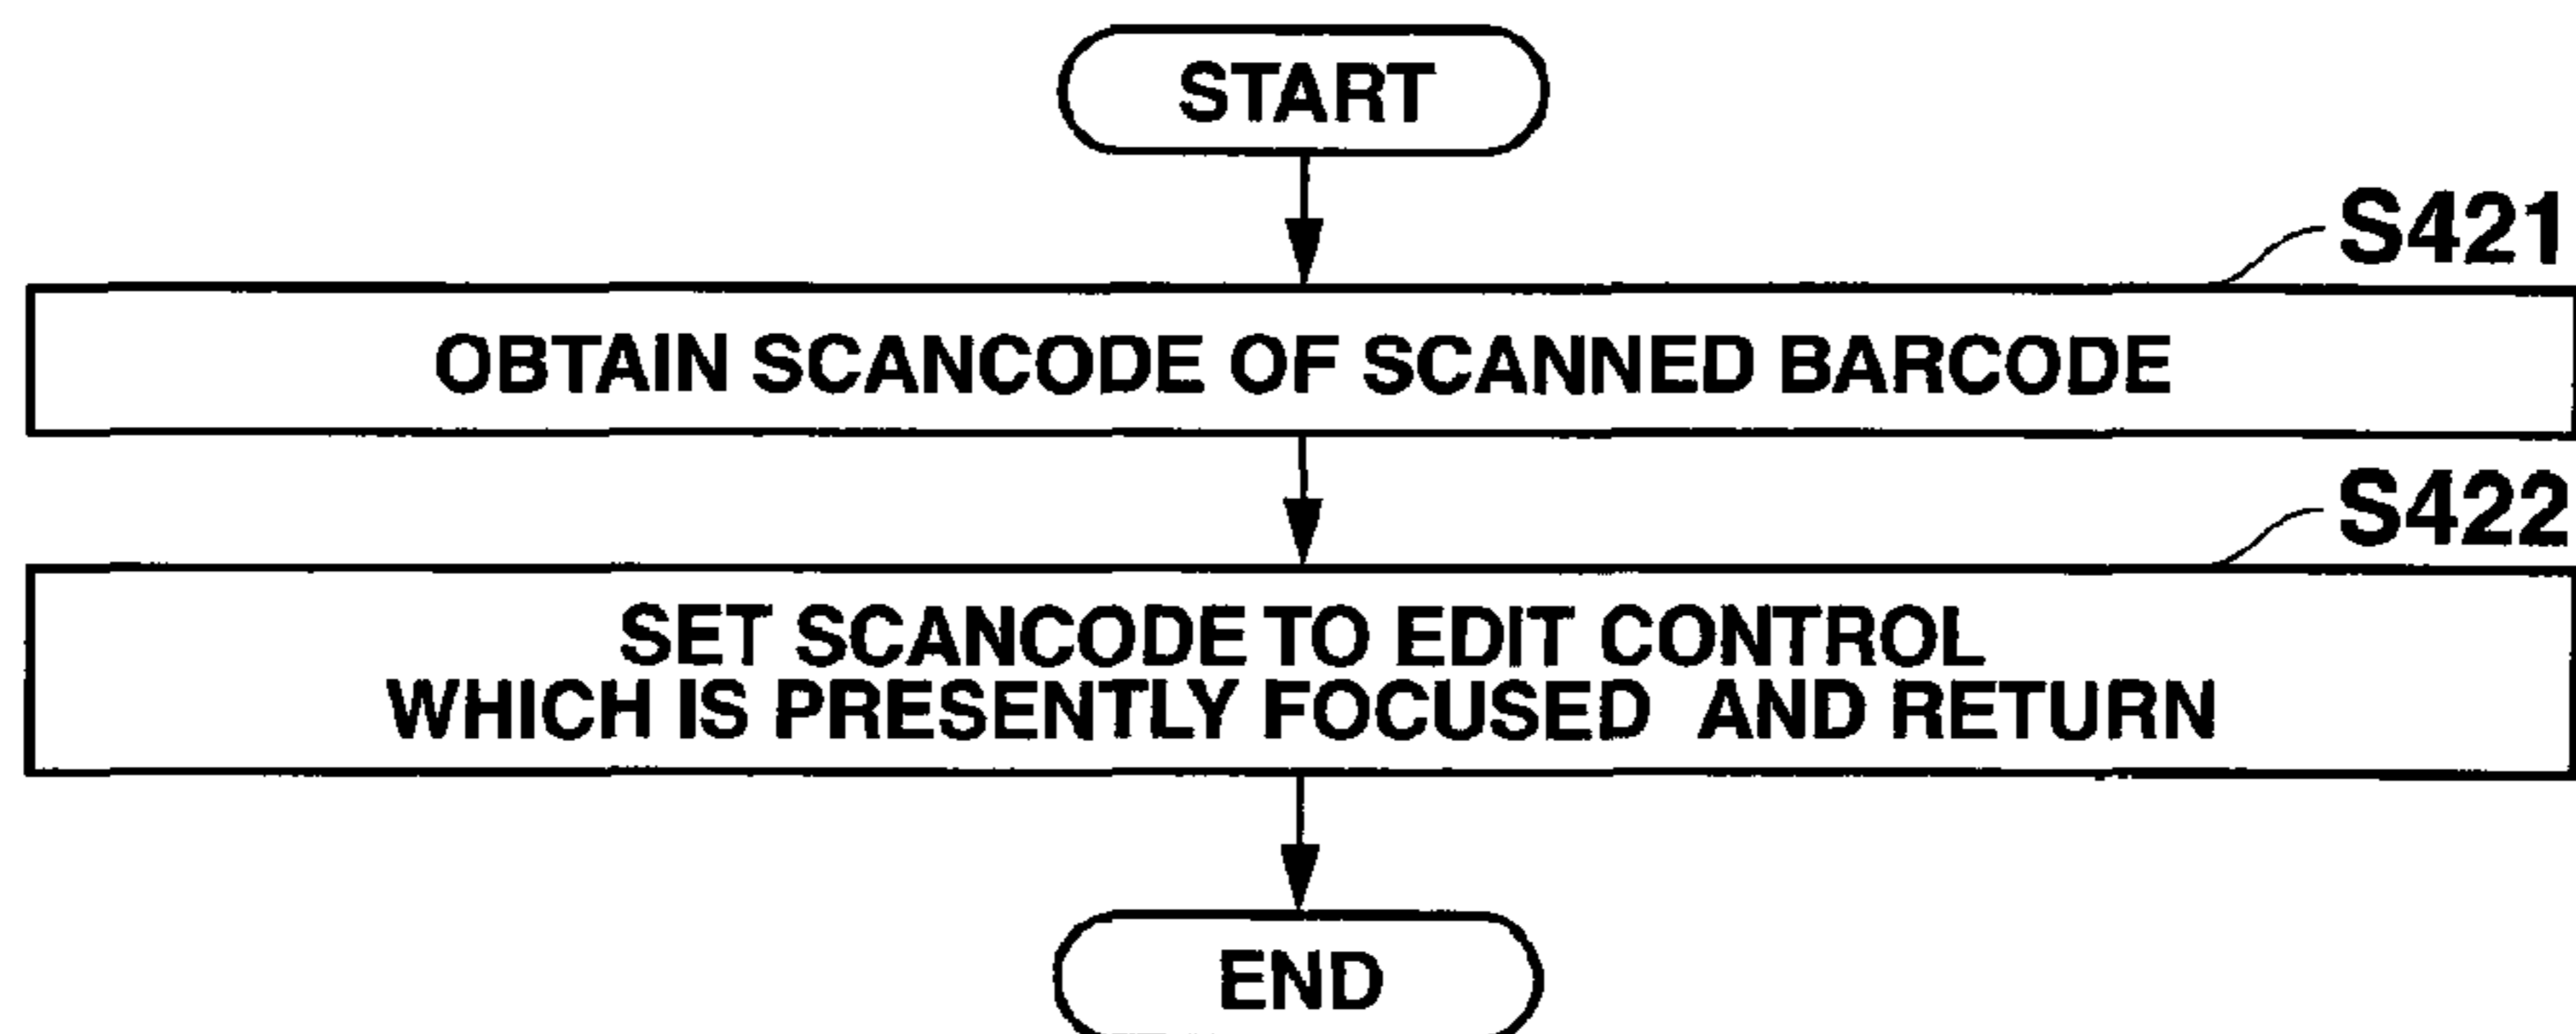 START
S421
OBTAIN SCANCODE OF SCANNED BARCODE
S422
SET SCANCODE TO EDIT CONTROL
WHICH IS PRESENTLY FOCUSED AND RETURN
END